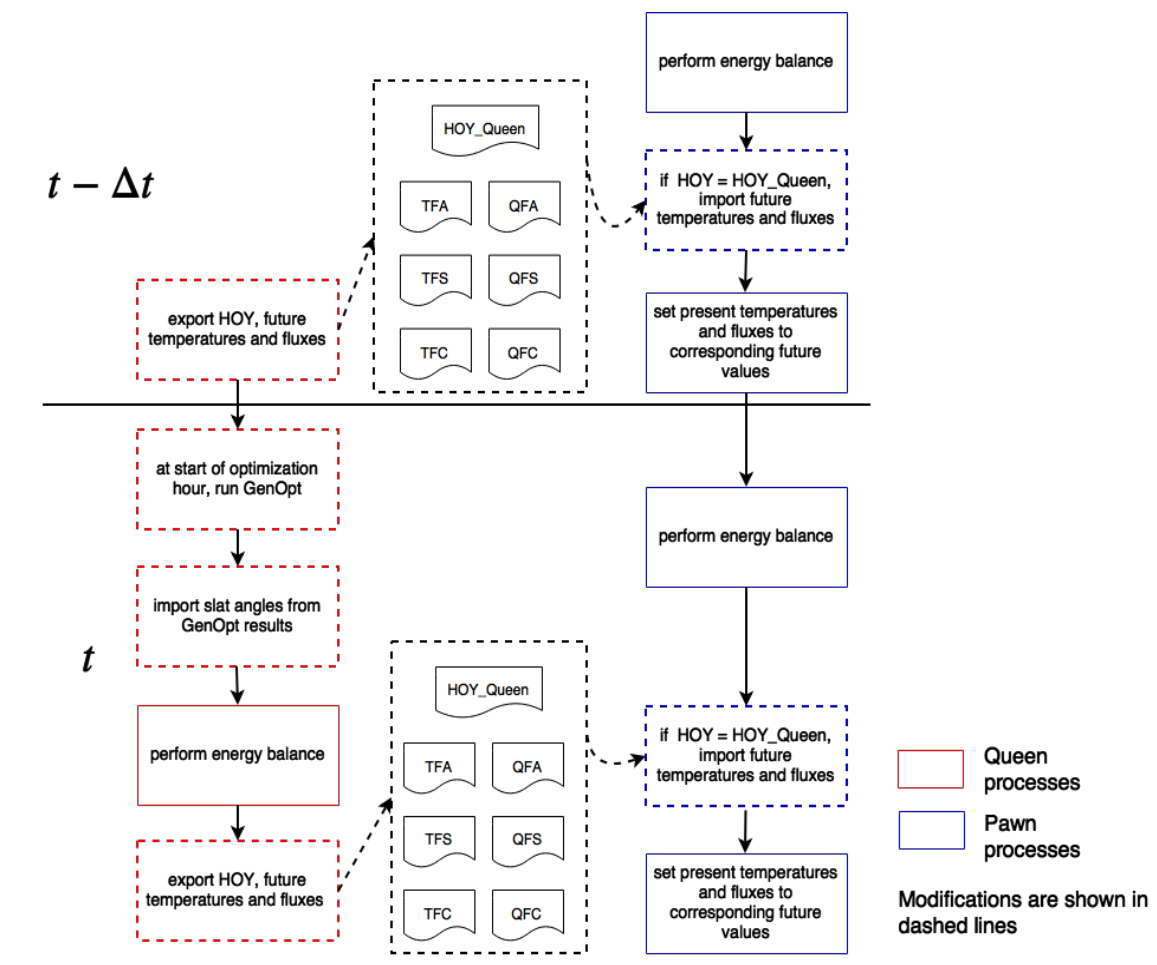 perform energy balance
HOY_Queen
t − Δt
if HOY = HOY_Queen,
import future
temperatures and fluxes
TFA
QFA
TFS
QFS
export HOY, future
temperatures and fluxes
set present temperatures
and fluxes to
corresponding future
values
TFC
QFC
at start of optimization
hour, run GenOpt
perform energy balance
import slat angles from
GenOpt results
t
HOY_Queen
if HOY = HOY_Queen,
import future
temperatures and fluxes
perform energy balance
TFA
QFA
Queen
processes
TFS
QFS
Pawn
processes
export HOY, future
temperatures and fluxes
set present temperatures
and fluxes to
corresponding future
values
TFC
QFC
Modifications are shown in
dashed lines